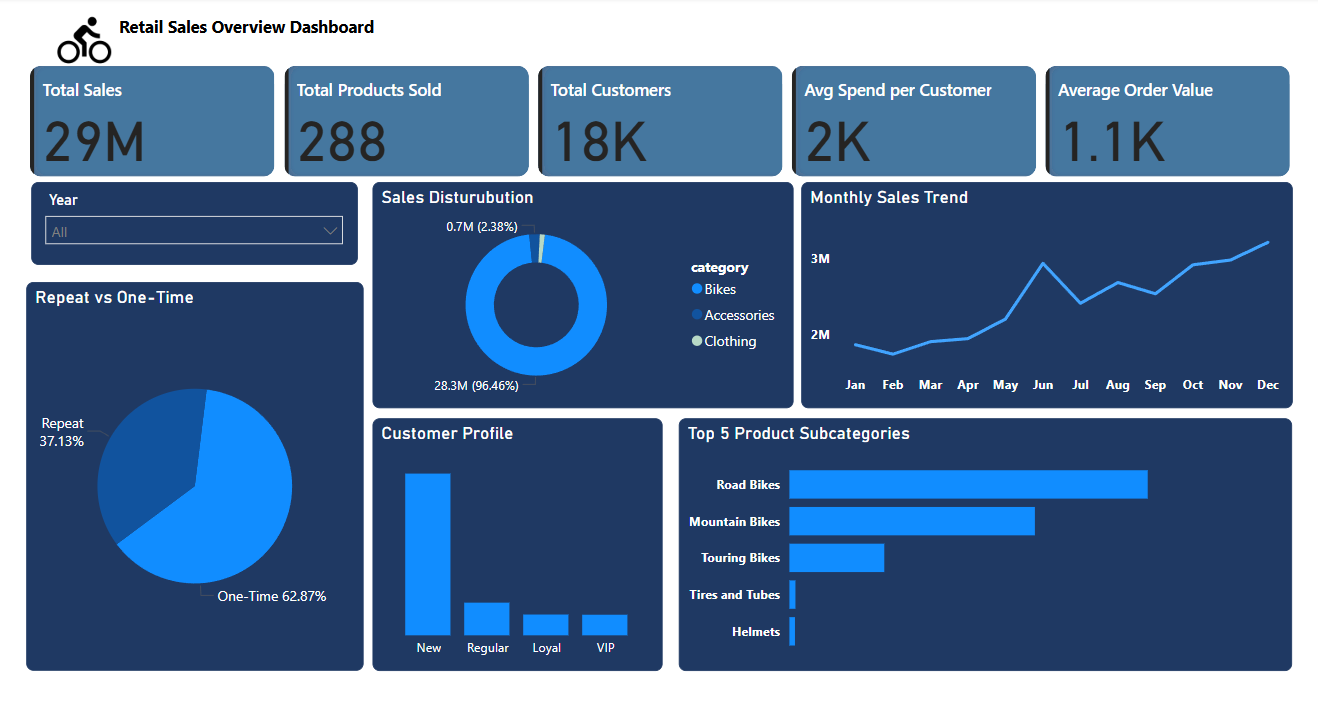 Retail Sales Overview Dashboard
Total Sales
29M
Total Products Sold
288
Total Customers
18K
Avg Spend per Customer
2K
Average Order Value
1.1K
Year
All
Sales Disturubution
0.7M (2.38%)
28.3M (96.46%)
category
Bikes
Accessories
Clothing
Monthly Sales Trend
3M
2M
Jan Feb Mar Apr May Jun Jul Aug Sep Oct Nov Dec
Repeat vs One-Time
Repeat
37.13%
One-Time 62.87%
Customer Profile
New Regular Loyal VIP
Top 5 Product Subcategories
Road Bikes
Mountain Bikes
Touring Bikes
Tires and Tubes
Helmets